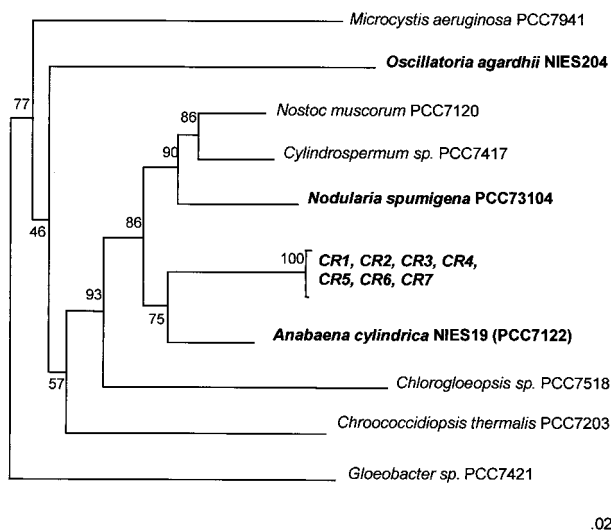 Microcystis aeruginosa PCC7941
Oscillatoria agardhii NIES204
77
86
Nostoc muscorum PCC7120
90
Cylindrospermum sp. PCC7417
Nodularia spumigena PCC73104
86
46
100
CR1, CR2, CR3, CR4,
CR5, CR6, CR7
93
75
Anabaena cylindrica NIES19 (PCC7122)
57
Chlorogloeopsis sp. PCC7518
Chroococcidiopsis thermalis PCC7203
Gloeobacter sp. PCC7421
.02